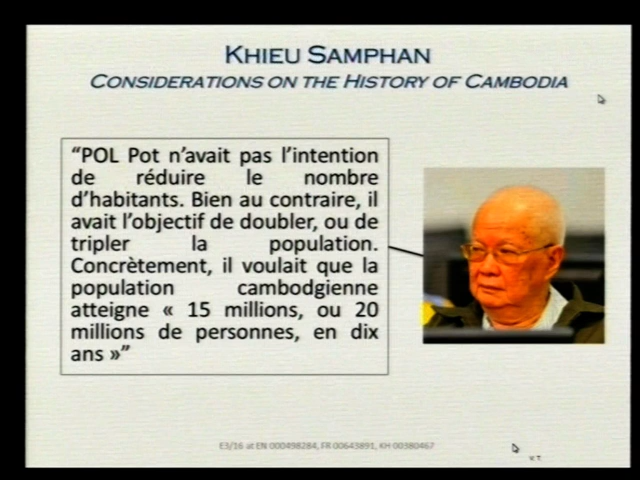 KHIEU SAMPHAN
CONSIDERATIONS ON THE HISTORY OF CAMBODIA
“POL Pot n’avait pas l’intention
de réduire le nombre
d’habitants. Bien au contraire, il
avait l’objectif de doubler, ou de
tripler la population.
Concrètement, il voulait que la
population cambodgienne
atteigne « 15 millions, ou 20
millions de personnes, en dix
ans »”
E3/16 at EN 000498284, FR 00643891, KH 00380467
V.T